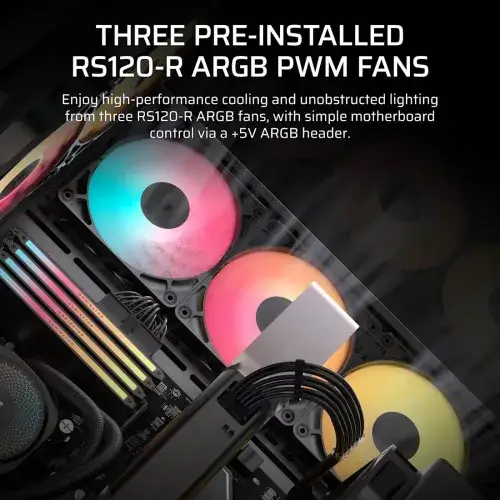 THREE PRE-INSTALLED
RS120-R ARGB PWM FANS
Enjoy high-performance cooling and unobstructed lighting
from three RS120-R ARGB fans, with simple motherboard
control via a +5V ARGB header.